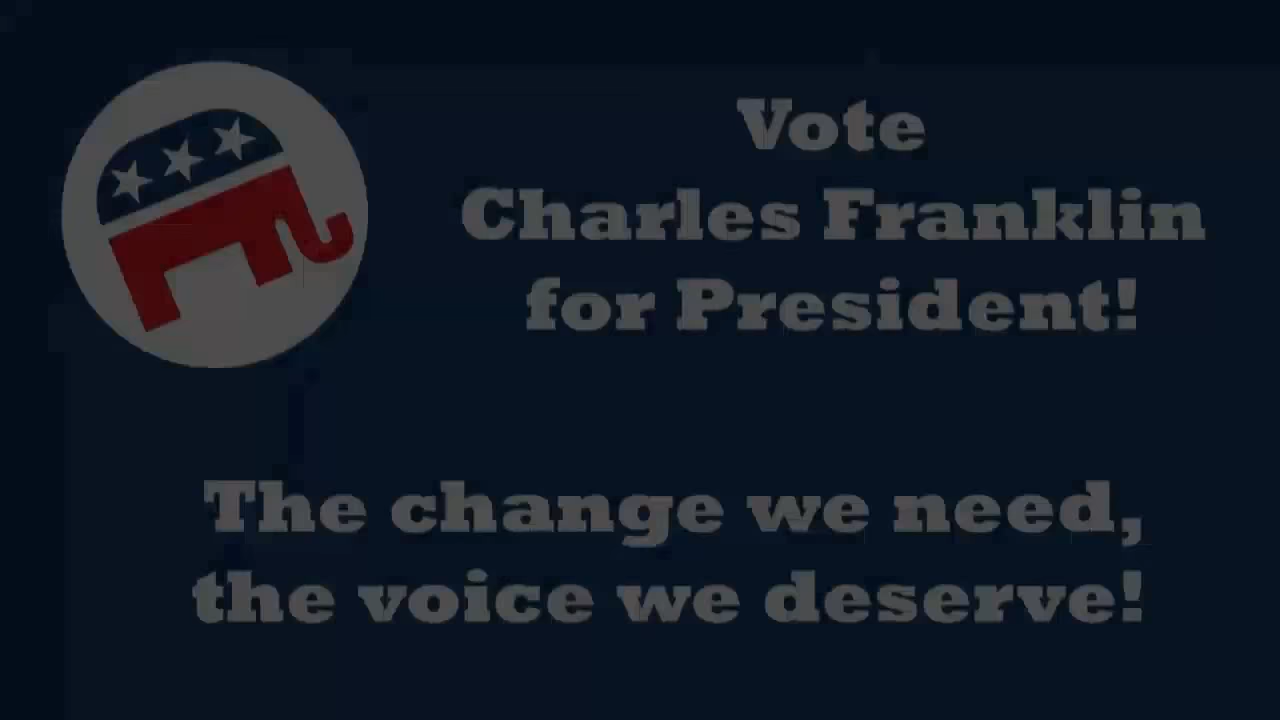 Vote
Charles Franklin
for President!
The change we need,
the voice we deserve!